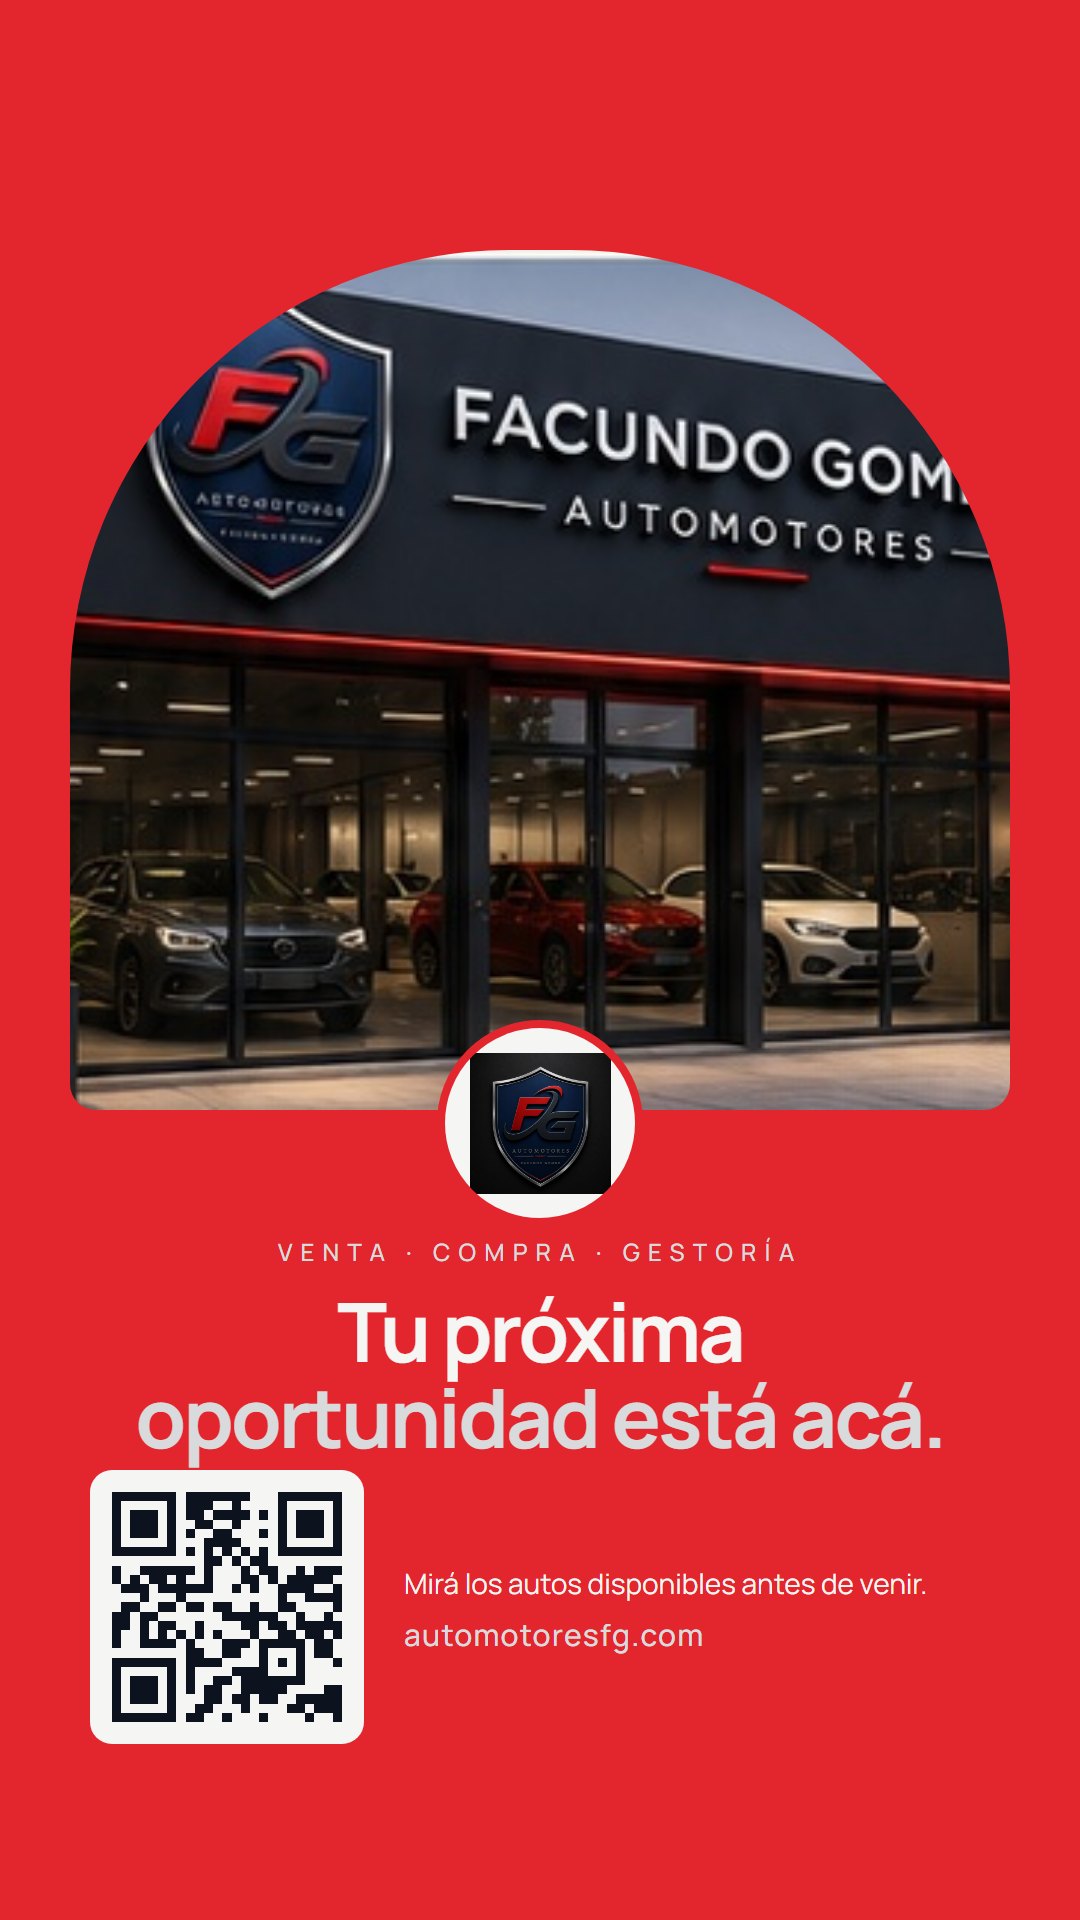 FG
FACUNDO GOM
AUTOMOTORES
FG
AUTOMOTORES
VENTA · COMPRA · GESTORÍA
Tu próxima
oportunidad está acá.
Mirá los autos disponibles antes de venir.
automotoresfg.com